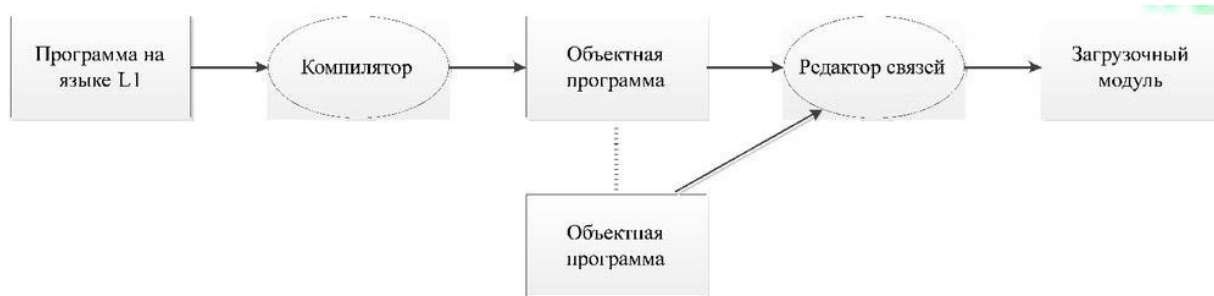 Программа на
языке L1
Компилятор
Объектная
программа
Редактор связей
Загрузочный
модуль
Объектная
программа